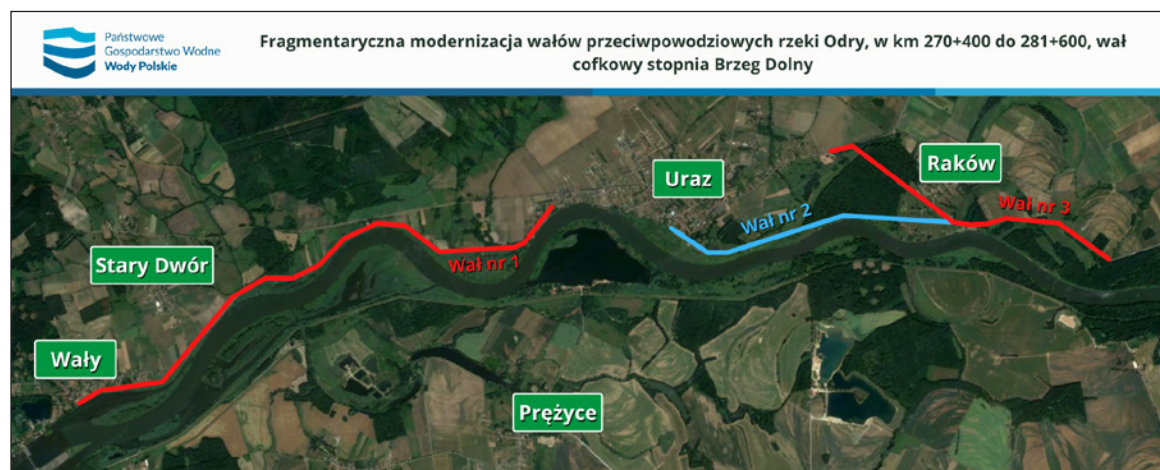 Państwowe
Gospodarstwo Wodne
Wody Polskie
Fragmentaryczna modernizacja wałów przeciwpowodziowych rzeki Odry, w km 270+400 do 281+600, wał
cofkowy stopnia Brzeg Dolny
Uraz
Raków
Wał nr 2
Wał nr 3
Stary Dwór
Wał nr 1
Wały
Prężyce